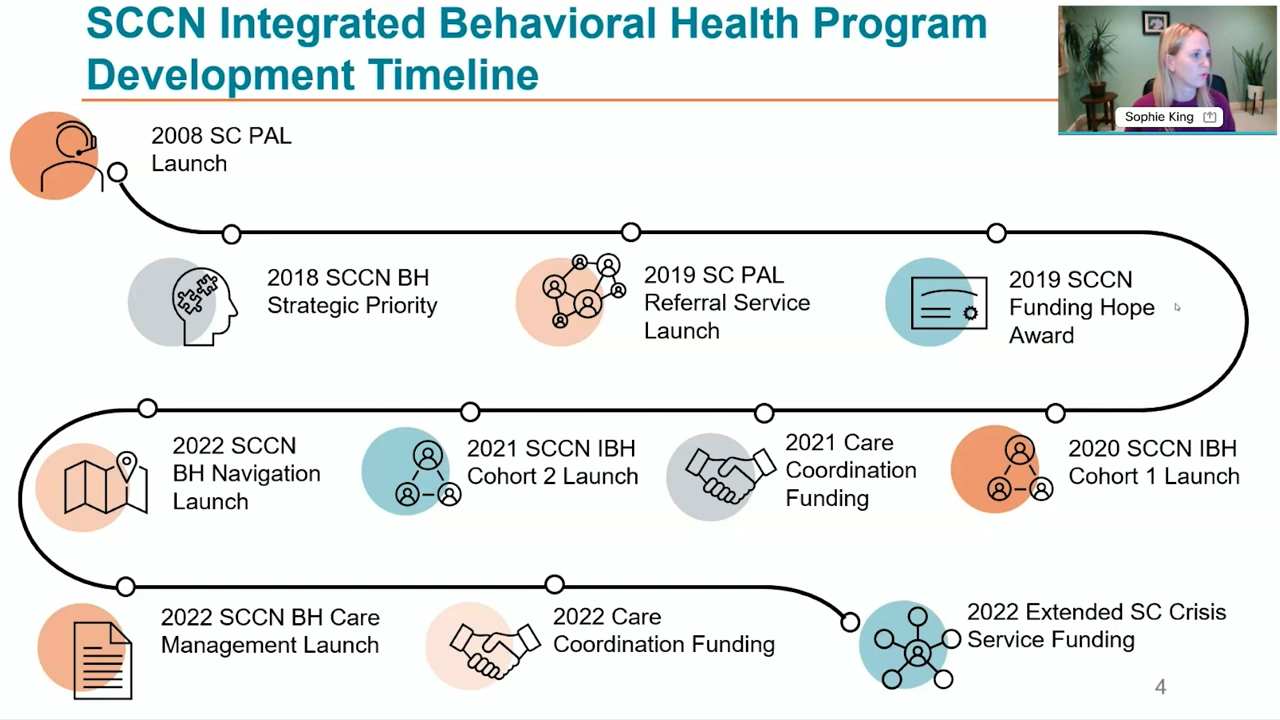 SCCN Integrated Behavioral Health Program
Development Timeline
Sophie King
2008 SC PAL
Launch
2018 SCCN BH
Strategic Priority
2019 SC PAL
Referral Service
Launch
2019 SCCN
Funding Hope
Award
2022 SCCN
BH Navigation
Launch
2021 SCCN IBH
Cohort 2 Launch
2021 Care
Coordination
Funding
2020 SCCN IBH
Cohort 1 Launch
2022 SCCN BH Care
Management Launch
2022 Care
Coordination Funding
2022 Extended SC Crisis
Service Funding
4